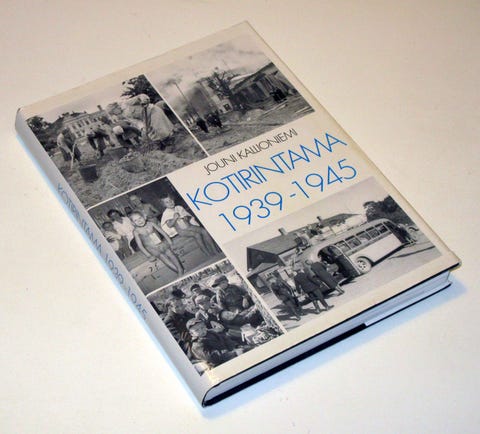 JOUNI KALLIONIEMI
KOTIRINTAMA
1939-1945
KOTIRINTAMA 1939-1945